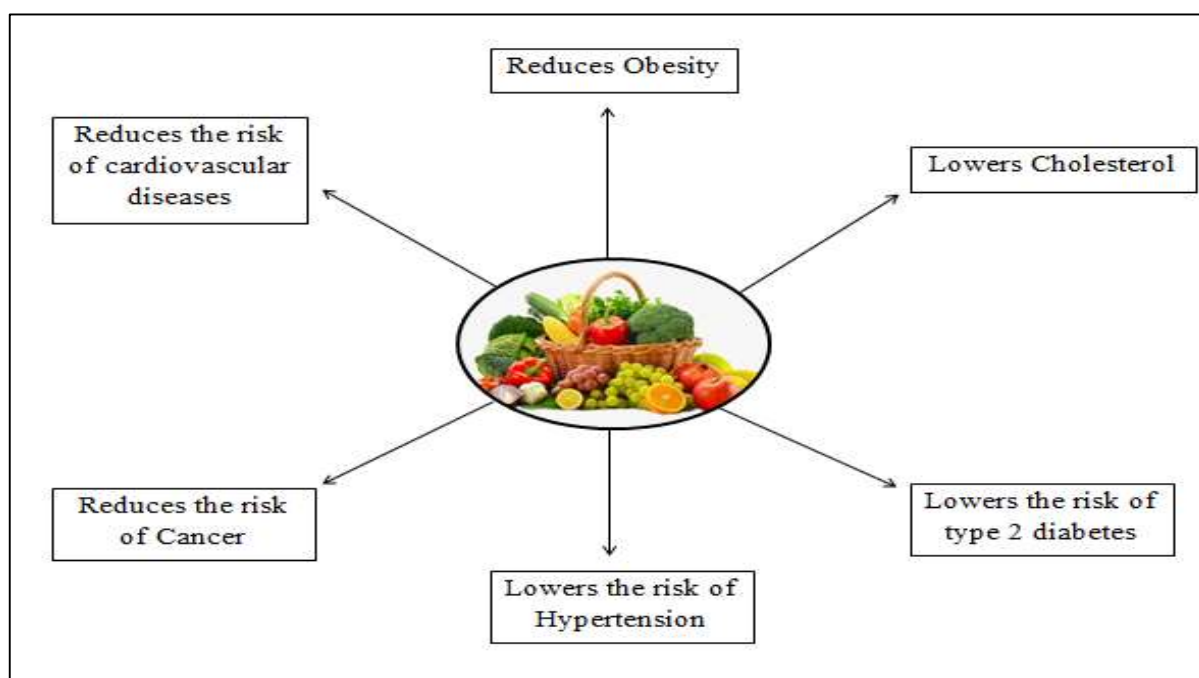 Reduces Obesity
Reduces the risk
of cardiovascular
diseases
Lowers Cholesterol
Reduces the risk
of Cancer
Lowers the risk of
type 2 diabetes
Lowers the risk of
Hypertension